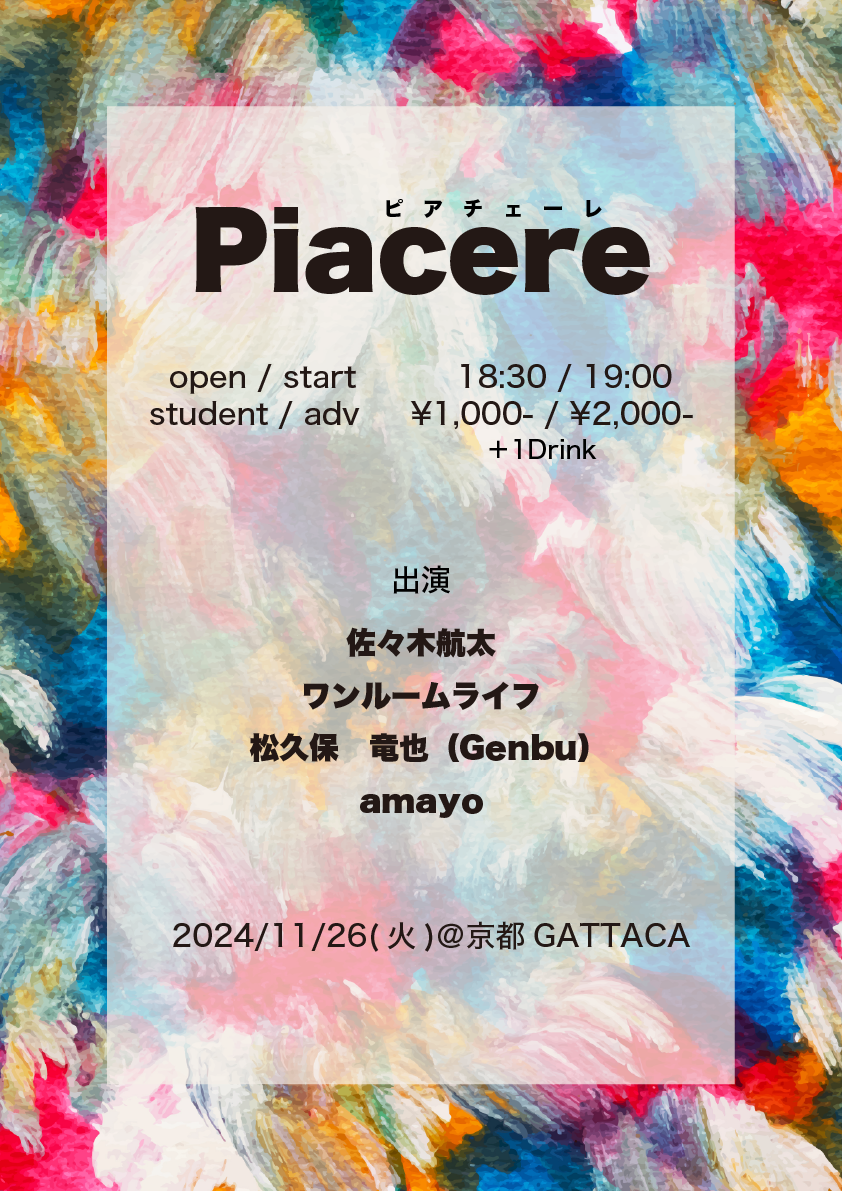 ピアチェーレ
Piacere
open / start 18:30 / 19:00
student / adv ¥1,000- / ¥2,000-
＋1Drink
出演
佐々木航太
ワンルームライフ
松久保　竜也（Genbu）
amayo
2024/11/26( 火 )@京都 GATTACA